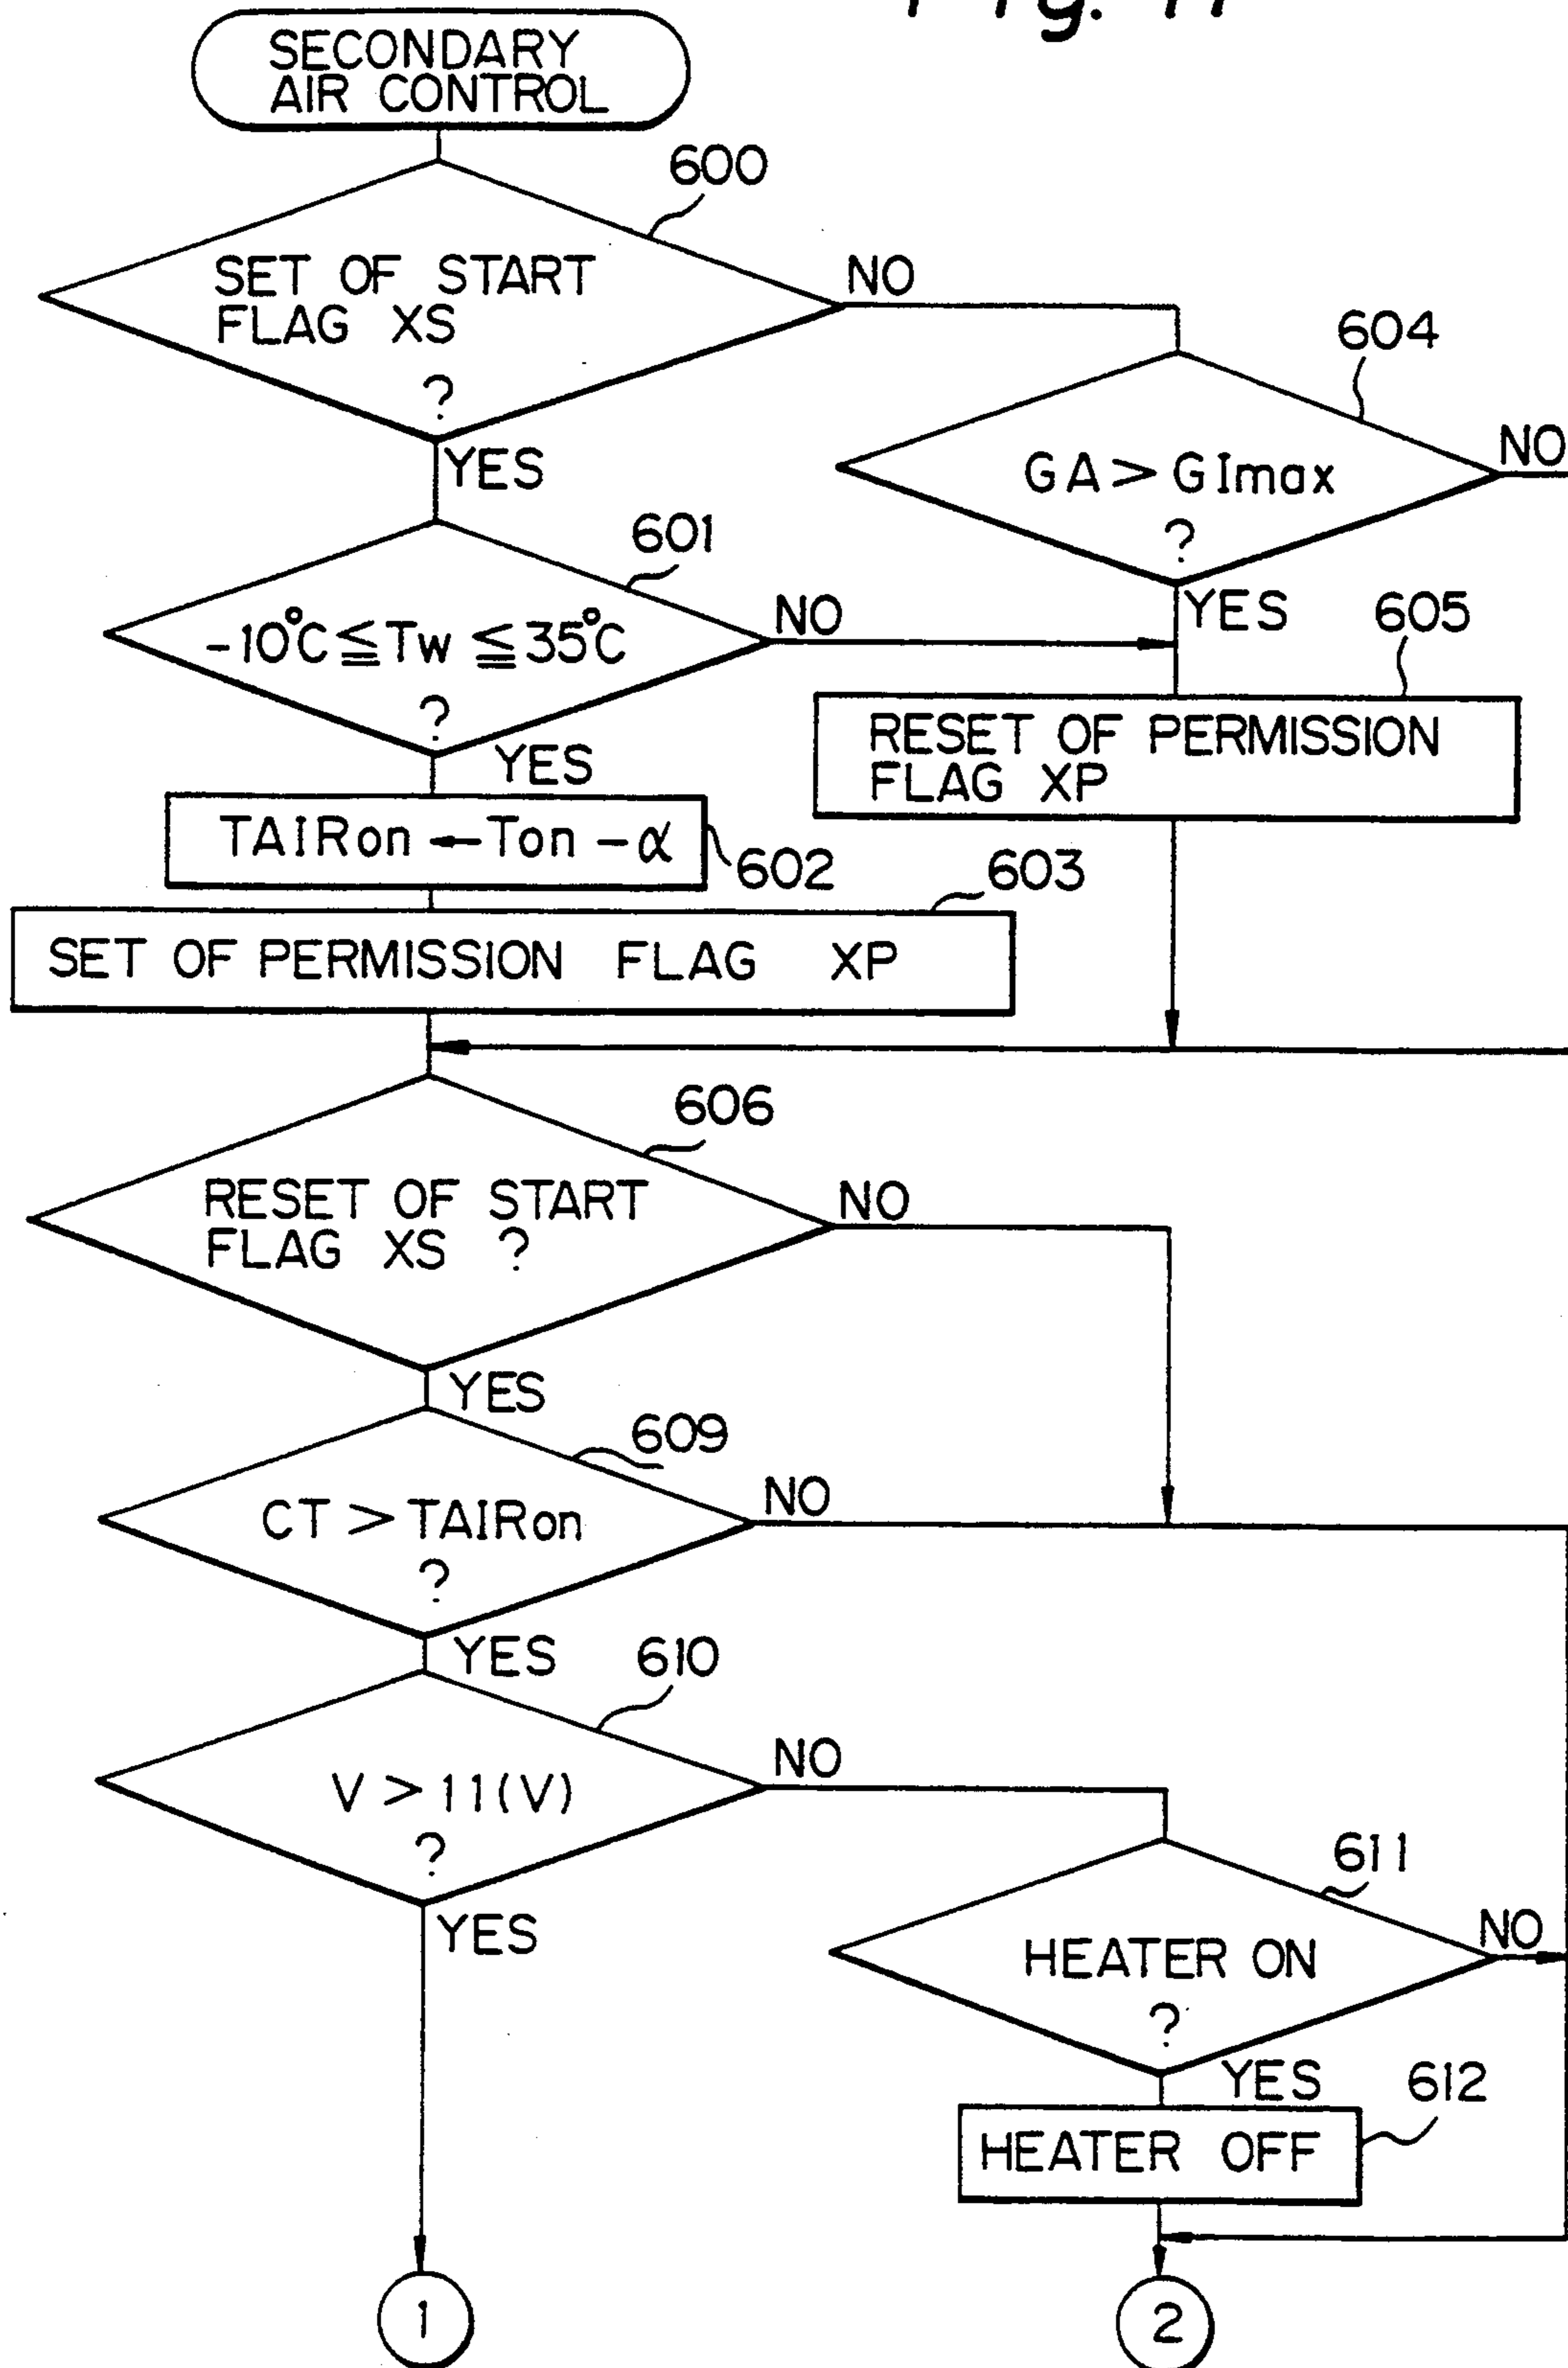 Fig. 17
SECONDARY
AIR CONTROL
600
SET OF START
FLAG XS
?
NO
YES
604
GA > GImax
?
NO
YES
601
-10°C ≦ Tw ≦ 35°C
?
NO
YES
605
RESET OF PERMISSION
FLAG XP
TAIRon ← Ton - α
602
603
SET OF PERMISSION FLAG XP
606
RESET OF START
FLAG XS ?
NO
YES
609
CT > TAIRon
?
NO
YES
610
V > 11(V)
?
NO
YES
611
HEATER ON
?
NO
YES
612
HEATER OFF
1
2